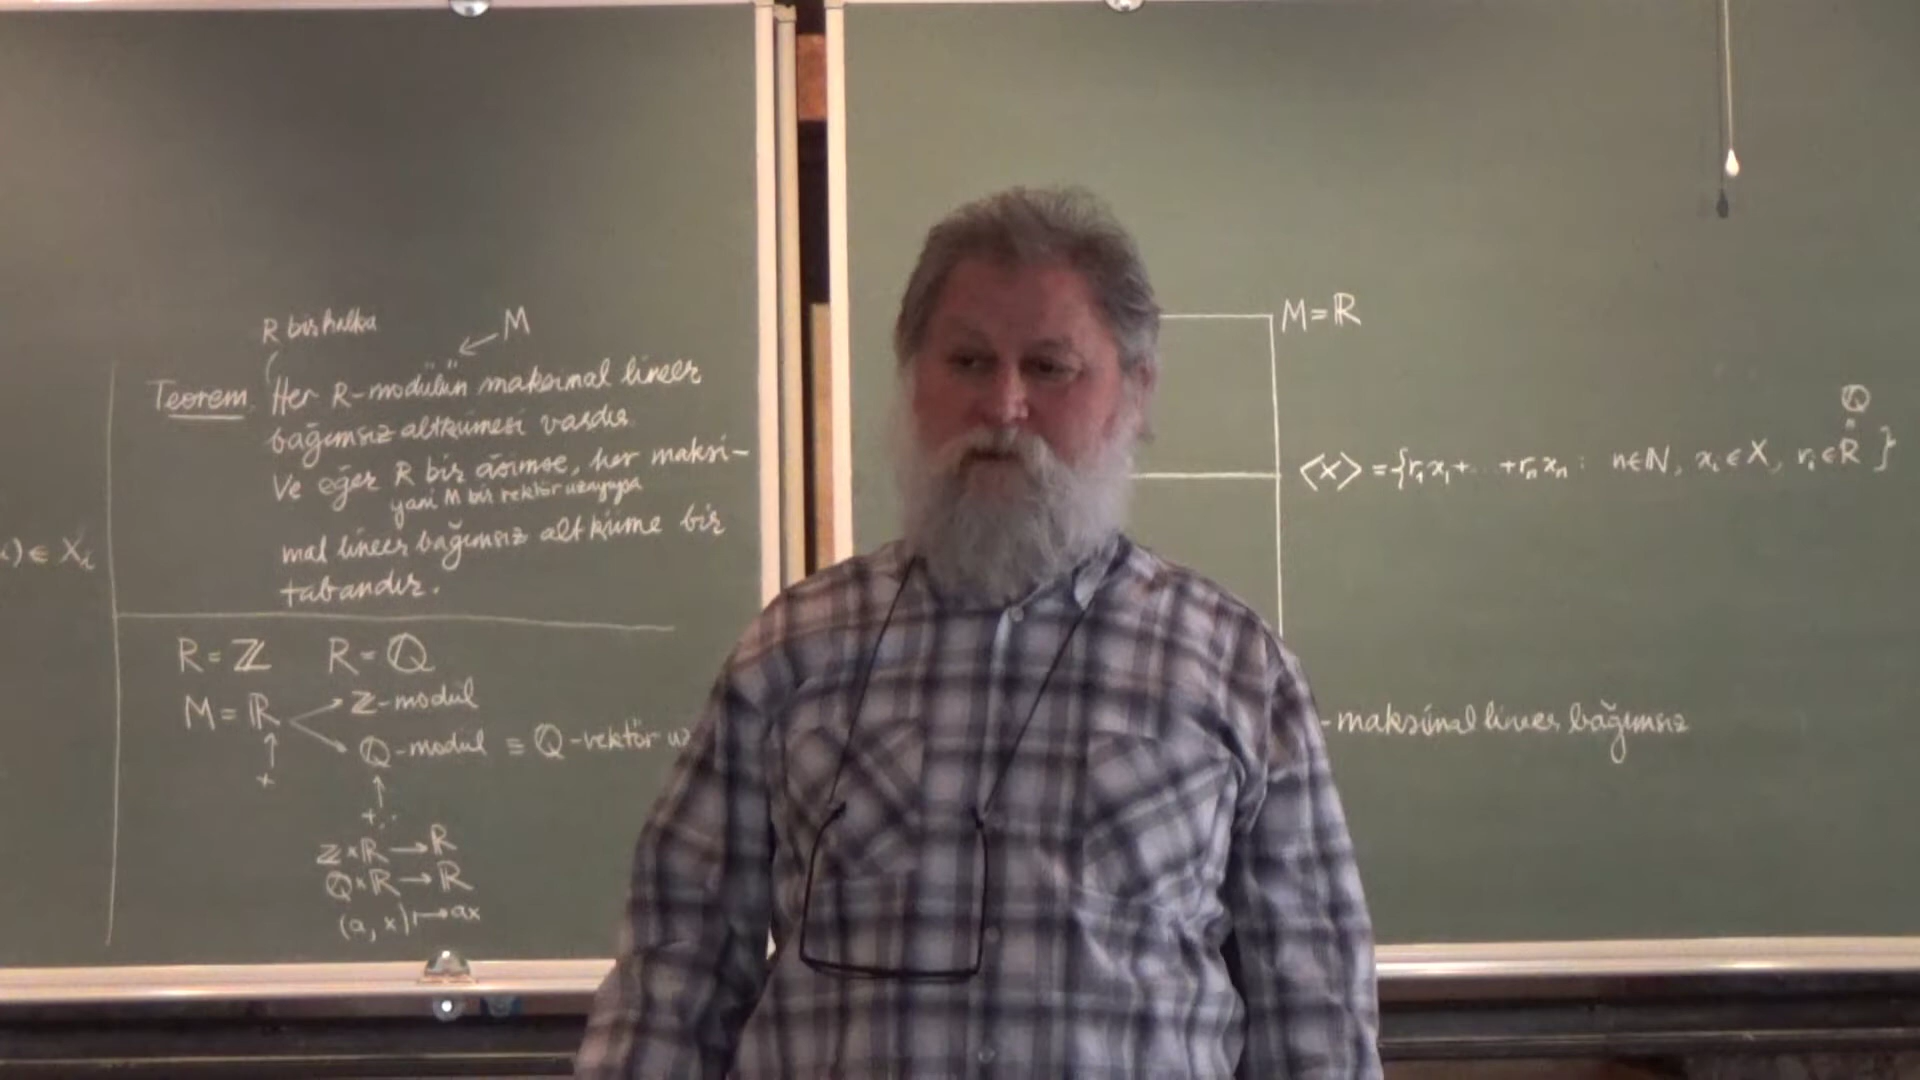 ) ∈ Xᵢ
R bir halka
M
Teorem. Her R-modülün maksimal lineer
bağımsız altkümesi vardır.
Ve eğer R bir
, her maksi-
yani M bir vektör uzayıysa
mal lineer bağımsız altküme bir
tabandır.
R = ℤ R = ℚ
M = ℝ → ℤ-modül
→ ℚ-modül ≡ ℚ-vektör uz
↑
+
↑
+ , ·
ℤ × ℝ → ℝ
ℚ × ℝ → ℝ
(a, x) ↦ ax
M = ℝ
ℚ
"
⟨X⟩ = {r₁x₁ + ... + rₙxₙ : n ∈ ℕ, xᵢ ∈ X, rᵢ ∈ R }
- maksimal lineer bağımsız